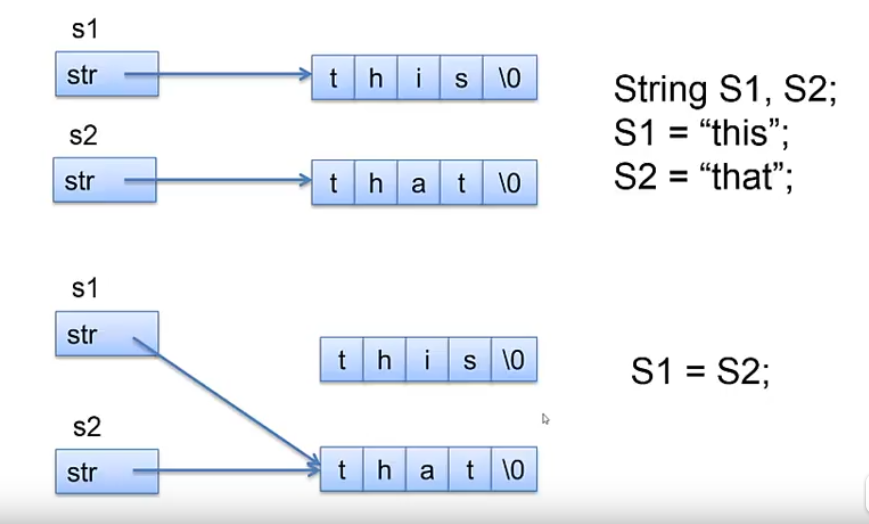 s1
str
t h i s \0
s2
str
t h a t \0
String S1, S2;
S1 = “this”;
S2 = “that”;
s1
str
t h i s \0
s2
str
t h a t \0
S1 = S2;